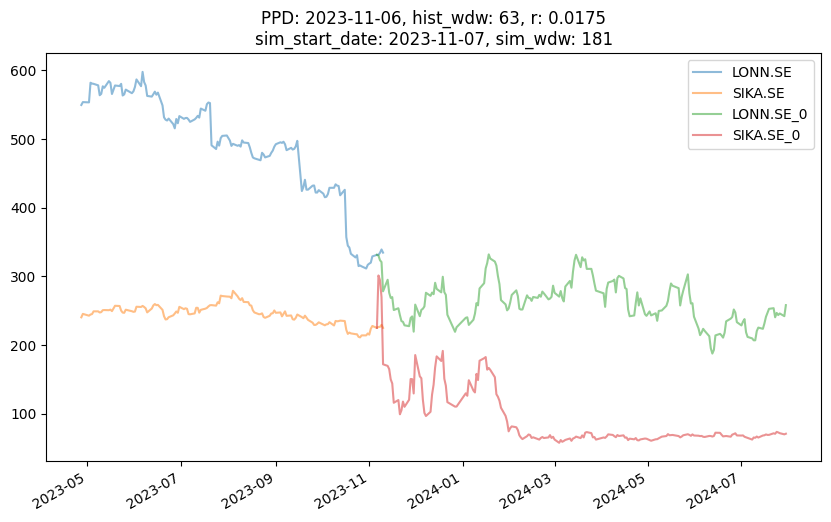 PPD: 2023-11-06, hist_wdw: 63, r: 0.0175
sim_start_date: 2023-11-07, sim_wdw: 181
LONN.SE
SIKA.SE
LONN.SE_0
SIKA.SE_0
600
500
400
300
200
100
2023-05
2023-07
2023-09
2023-11
2024-01
2024-03
2024-05
2024-07